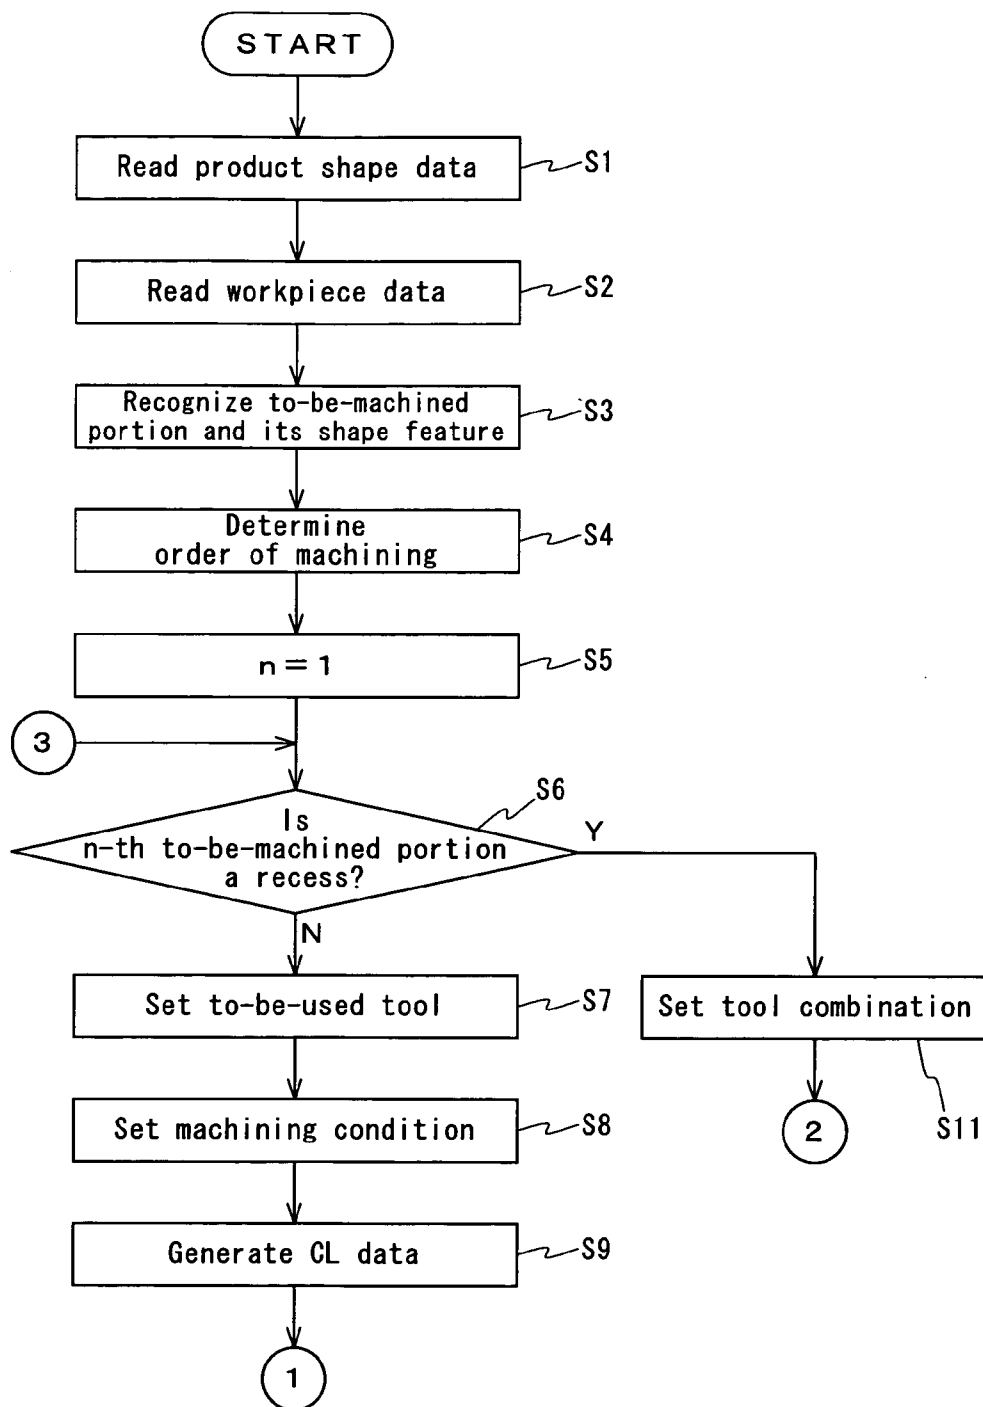 START
Read product shape data
S1
Read workpiece data
S2
Recognize to-be-machined
portion and its shape feature
S3
Determine
order of machining
S4
n=1
S5
3
S6
Is
n-th to-be-machined portion
a recess?
Y
N
Set to-be-used tool
S7
Set tool combination
S11
Set machining condition
S8
2
Generate CL data
S9
1